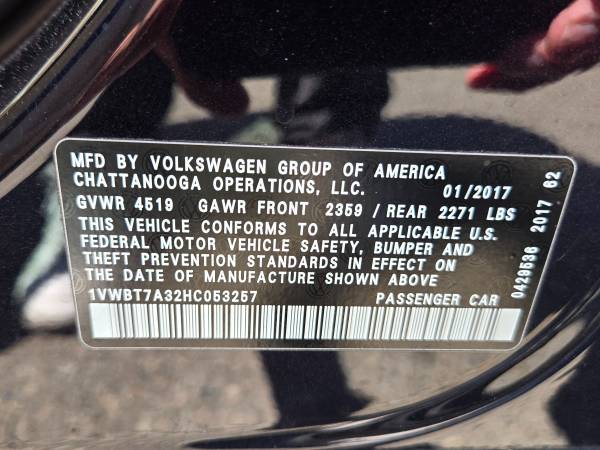 MFD BY VOLKSWAGEN GROUP OF AMERICA
CHATTANOOGA OPERATIONS, LLC. 01/2017
GVWR 4519 GAWR FRONT 2359 / REAR 2271 LBS
THIS VEHICLE CONFORMS TO ALL APPLICABLE U.S.
FEDERAL MOTOR VEHICLE SAFETY, BUMPER AND
THEFT PREVENTION STANDARDS IN EFFECT ON
THE DATE OF MANUFACTURE SHOWN ABOVE
1VWBT7A32HC053257 PASSENGER CAR
0429536 2017 62